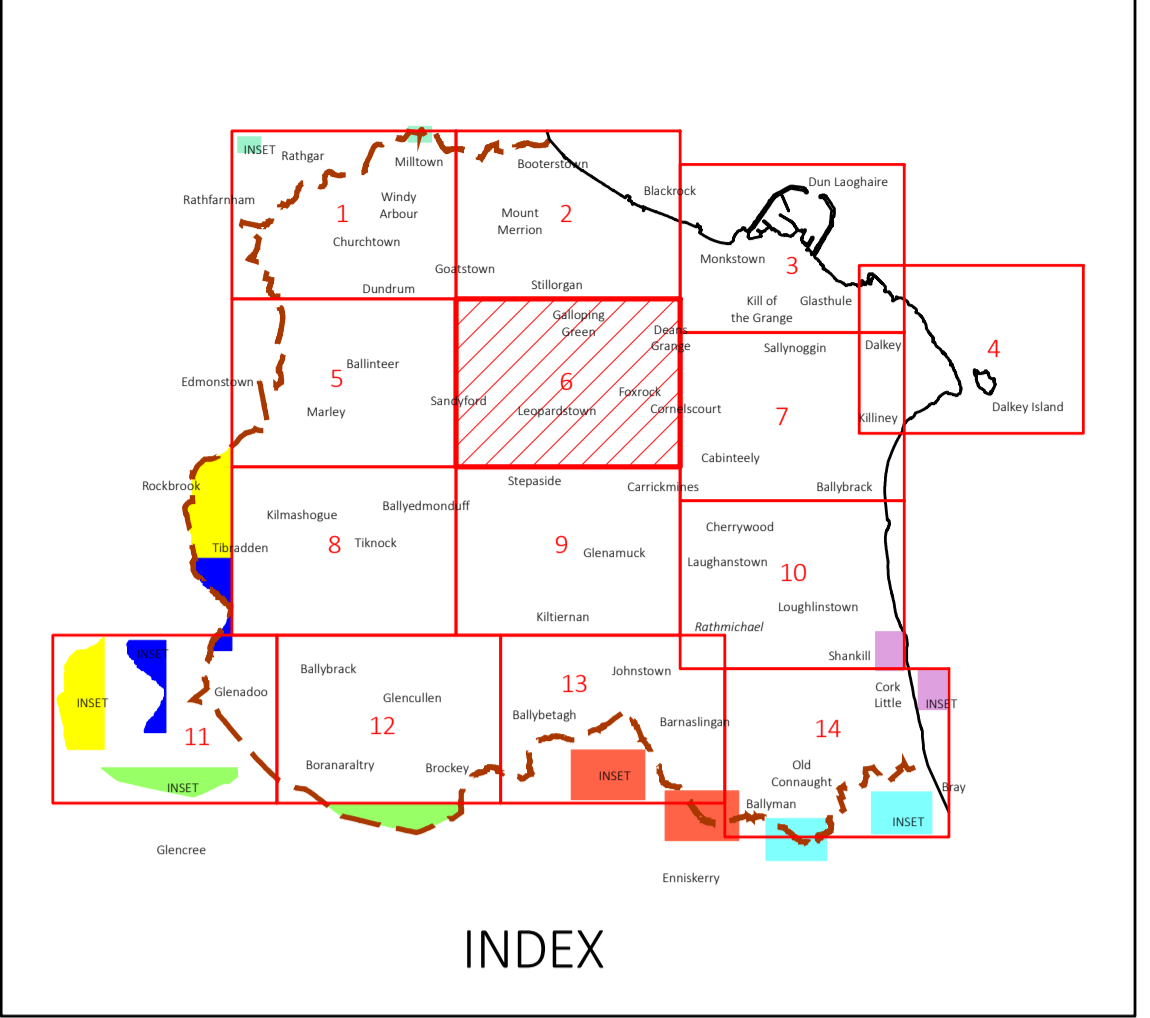 INSET
Rathgar
Milltown
Booterstown
Rathfarnham
Windy
Arbour
1
Churchtown
Goatstown
Dundrum
Mount
Merrion
2
Stillorgan
Blackrock
Dun Laoghaire
Monkstown
3
Kill of
the Grange
Glasthule
4
Dalkey
Dalkey Island
Killiney
Edmonstown
5
Ballinteer
Marley
Galloping
Green
Deans
Grange
6
Sandyford
Leopardstown
Foxrock
Cornelscourt
Sallynoggin
7
Cabinteely
Ballybrack
Rockbrook
Kilmashogue
Ballyedmonduff
8
Tiknock
Tibradden
Stepaside
Carrickmines
9
Glenamuck
Kiltiernan
Cherrywood
Laughanstown
10
Loughlinstown
Rathmichael
Shankill
INSET
INSET
Glenadoo
11
INSET
Ballybrack
Glencullen
12
Boranaraltry
Brockey
Johnstown
13
Ballybetagh
Barnaslingan
INSET
Cork
Little
INSET
14
Old
Connaught
Ballyman
Bray
INSET
Glencree
Enniskerry
INDEX